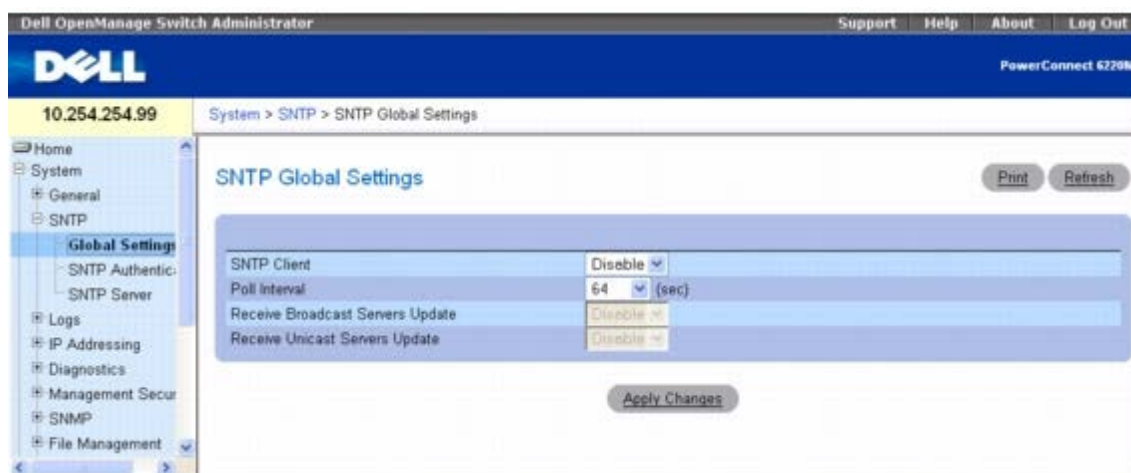 Dell OpenManage Switch Administrator Support Help About Log Out
DELL
PowerConnect 6220M
10.254.254.99
System > SNTP > SNTP Global Settings
Home
System
General
SNTP
Global Settings
SNTP Authentic
SNTP Server
Logs
IP Addressing
Diagnostics
Management Secur
SNMP
File Management
SNTP Global Settings
Print Refresh
SNTP Client Disable
Poll Interval 64 (sec)
Receive Broadcast Servers Update Disable
Receive Unicast Servers Update Disable
Apply Changes